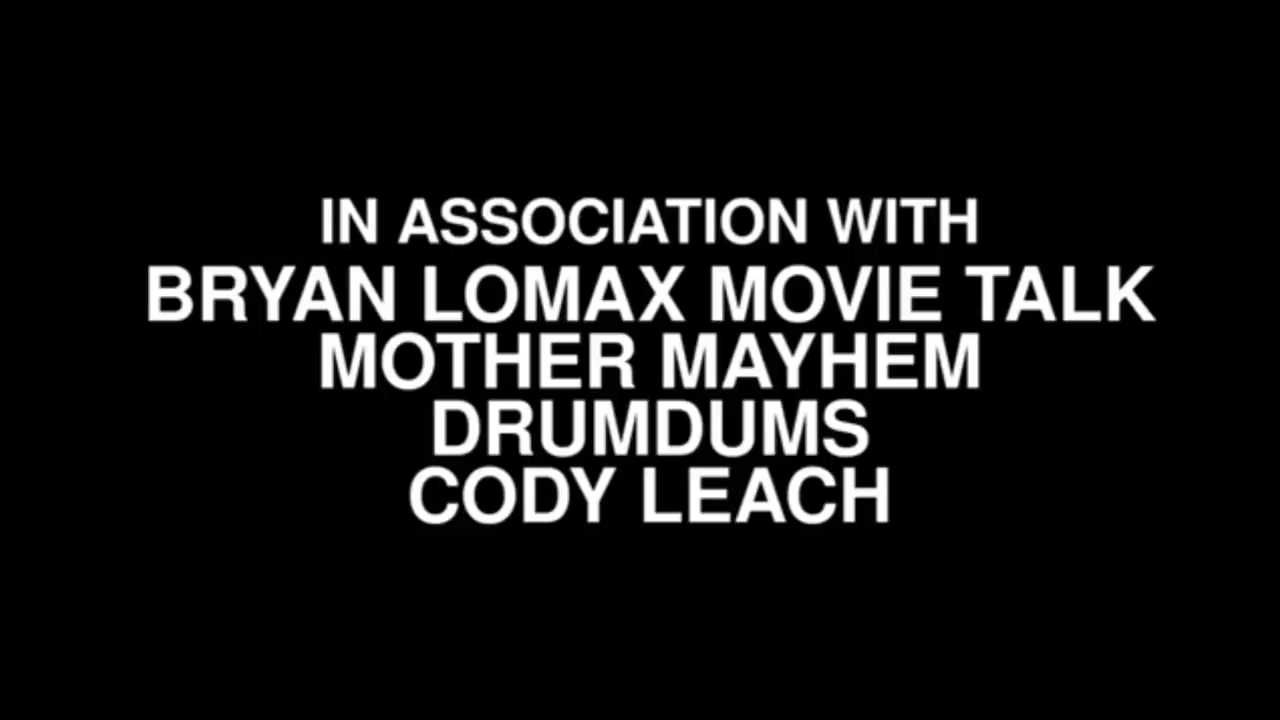 IN ASSOCIATION WITH
BRYAN LOMAX MOVIE TALK
MOTHER MAYHEM
DRUMDUMS
CODY LEACH